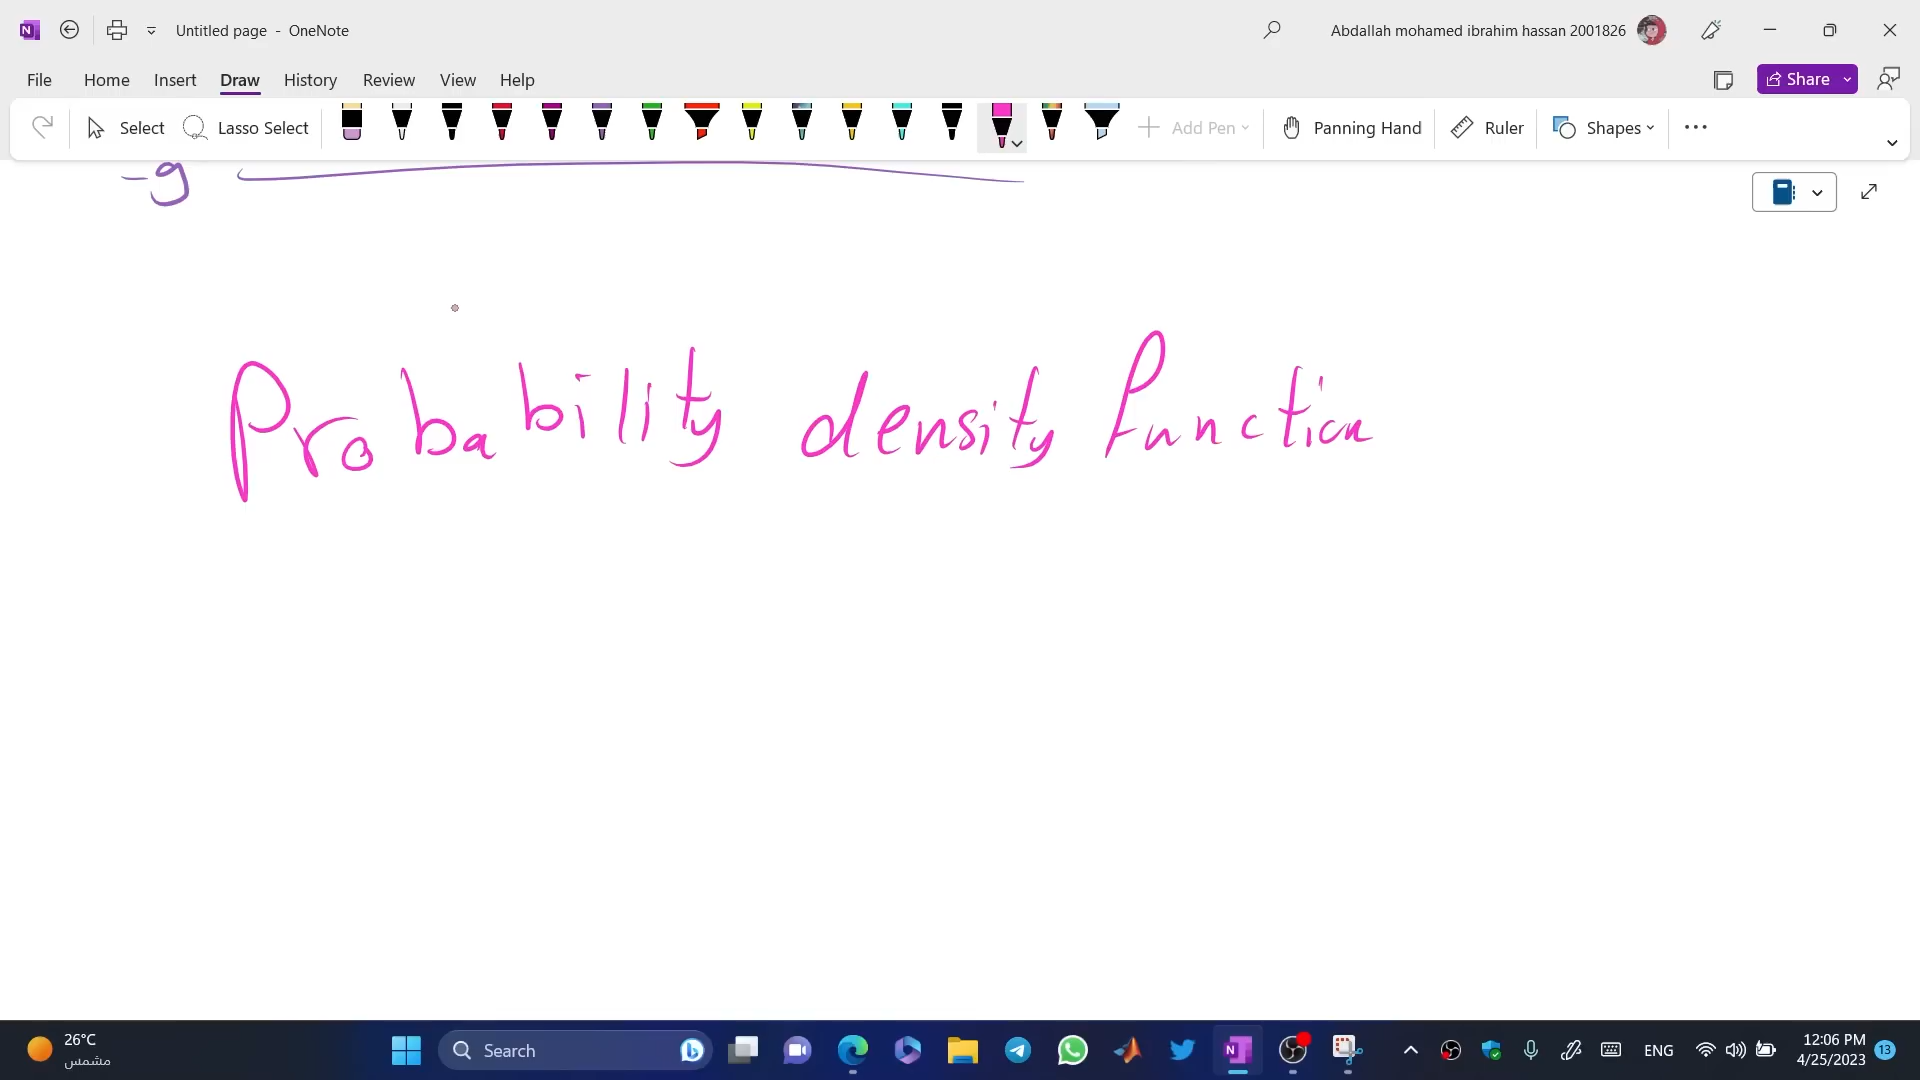 Untitled page - OneNote
Abdallah mohamed ibrahim hassan 2001826
File Home Insert Draw History Review View Help
Share
Select Lasso Select Add Pen Panning Hand Ruler Shapes
-g
Probability density function
26°C
مشمس
Search
ENG
12:06 PM
4/25/2023
13